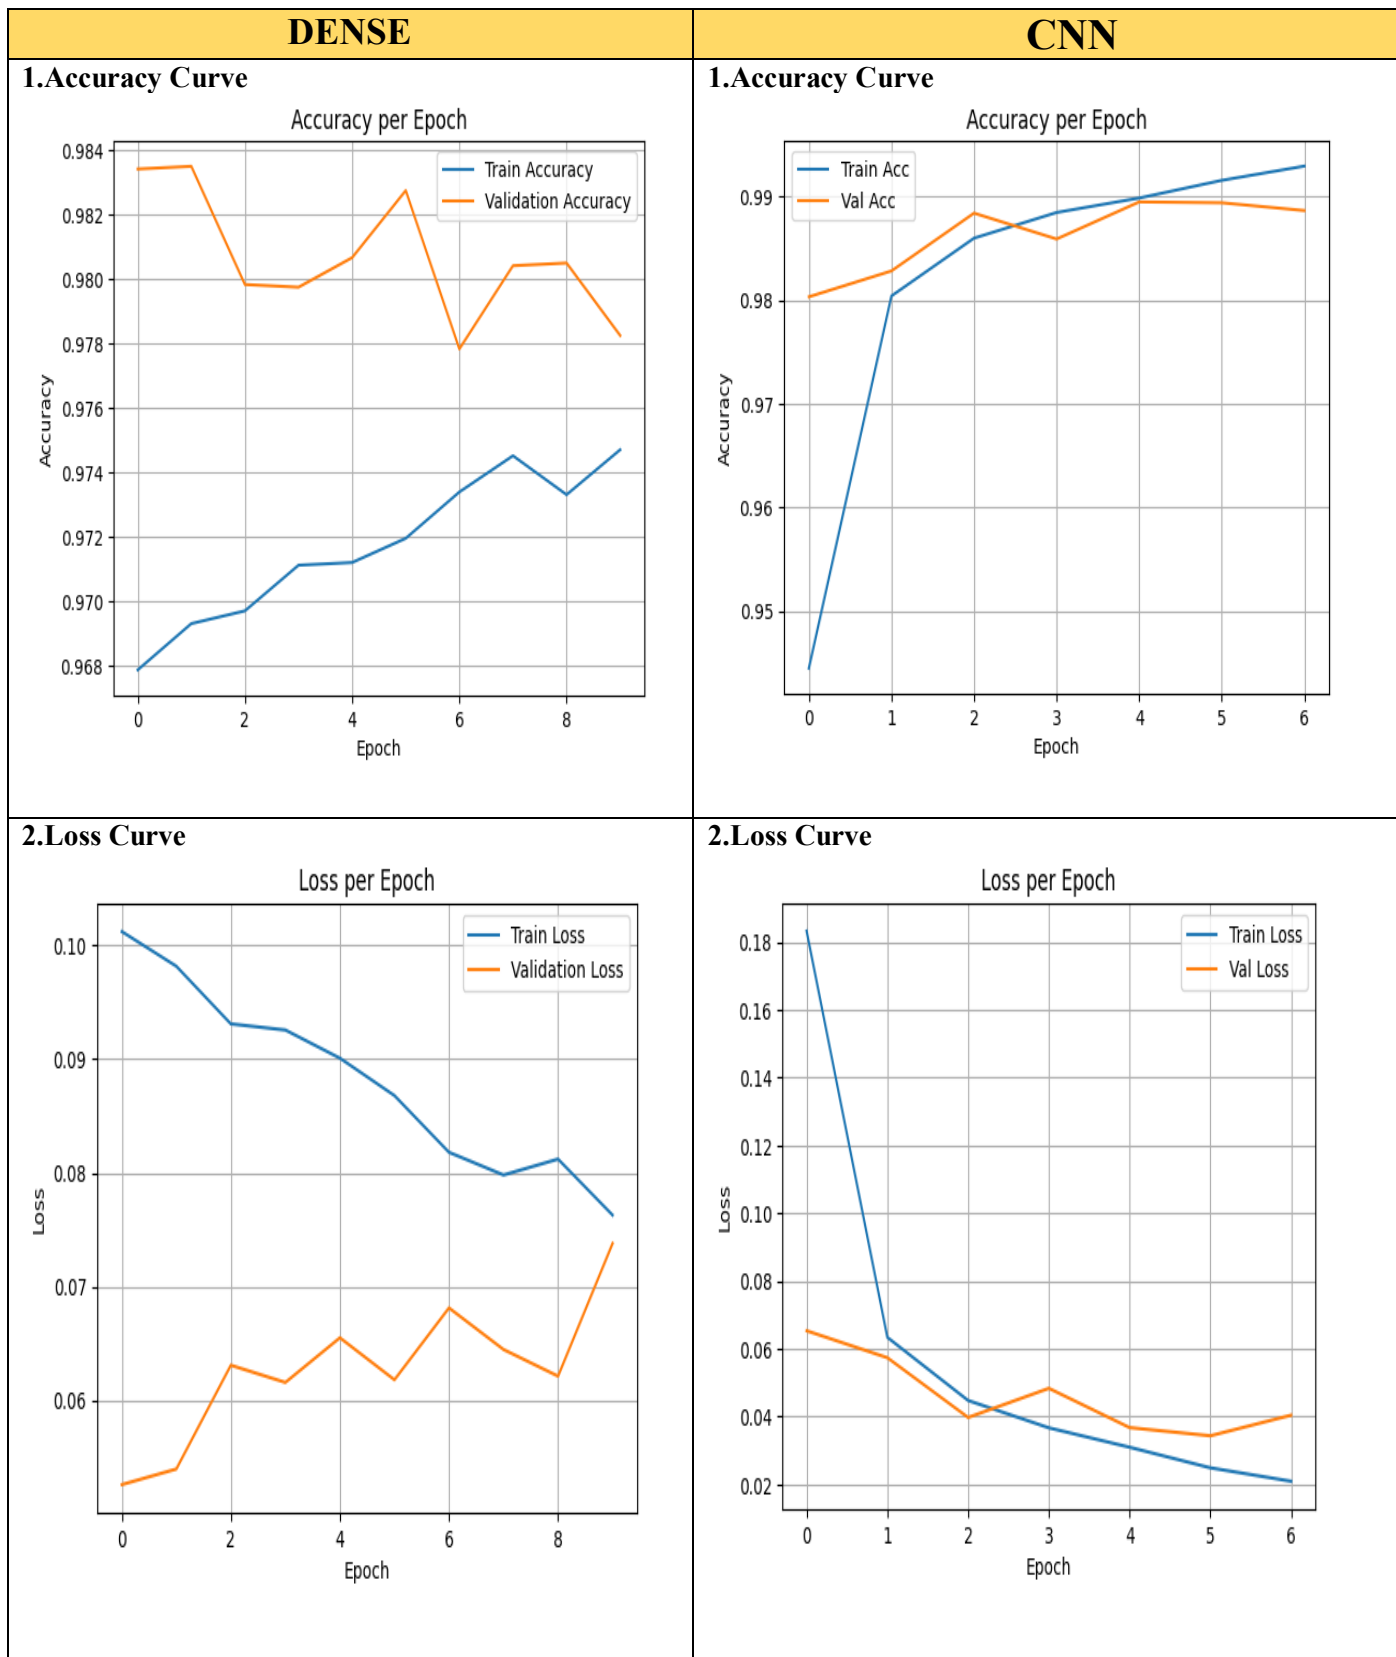 DENSE
CNN
1.Accuracy Curve
Accuracy per Epoch
0.984
0.982
0.980
0.978
0.976
0.974
0.972
0.970
0.968
Accuracy
Train Accuracy
Validation Accuracy
0
2
4
6
8
Epoch
1.Accuracy Curve
Accuracy per Epoch
0.99
0.98
0.97
0.96
0.95
Accuracy
Train Acc
Val Acc
0
1
2
3
4
5
6
Epoch
2.Loss Curve
Loss per Epoch
0.10
0.09
0.08
0.07
0.06
Loss
Train Loss
Validation Loss
0
2
4
6
8
Epoch
2.Loss Curve
Loss per Epoch
0.18
0.16
0.14
0.12
0.10
0.08
0.06
0.04
0.02
Loss
Train Loss
Val Loss
0
1
2
3
4
5
6
Epoch